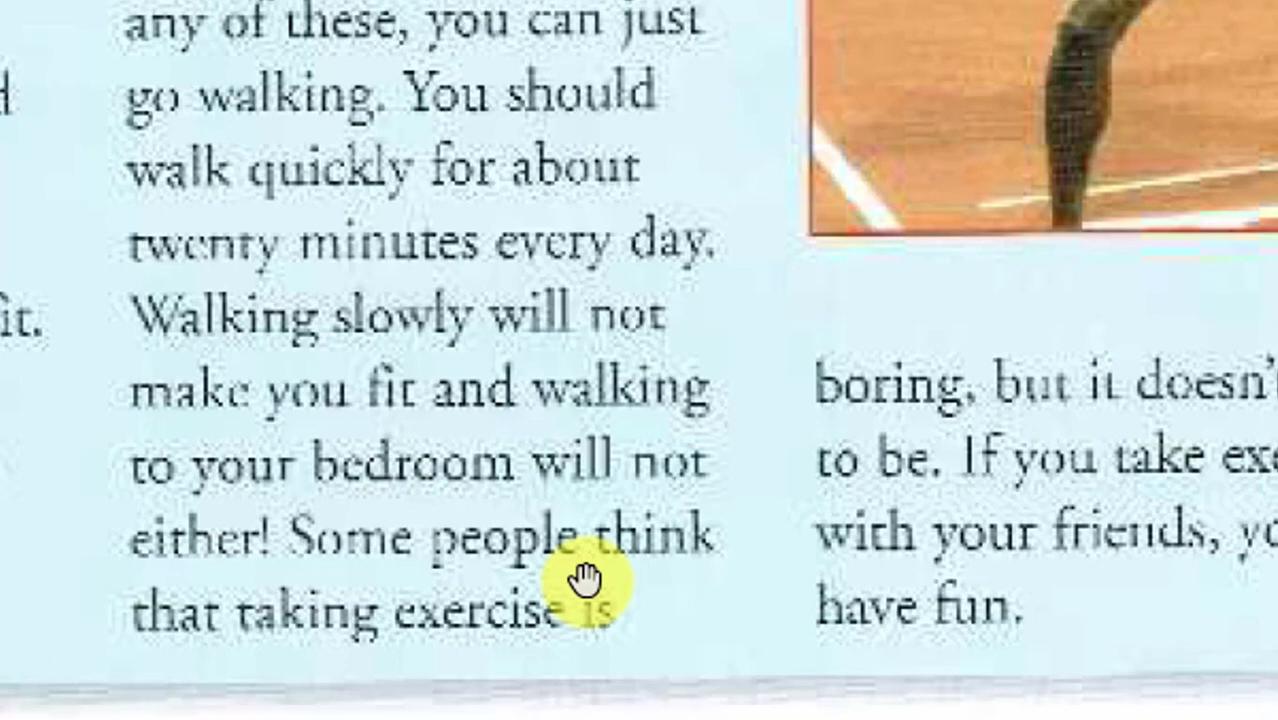 any of these, you can just
go walking. You should
walk quickly for about
twenty minutes every day.
Walking slowly will not
make you fit and walking
to your bedroom will not
either! Some people think
that taking exercise is
fit.
boring, but it doesn't
to be. If you take
with your friends,
have fun.